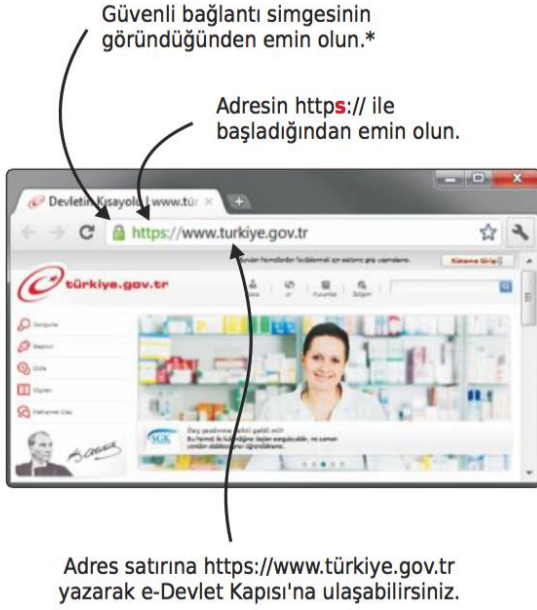 Güvenli bağlantı simgesinin
göründüğünden emin olun.*
Adresin https:// ile
başladığından emin olun.
Devletin Kısayolu | www.tür
https://www.turkiye.gov.tr
Sisteme Giriş
türkiye.gov.tr
Kurumlar
İletişim
SGK
Adres satırına https://www.türkiye.gov.tr
yazarak e-Devlet Kapısı'na ulaşabilirsiniz.